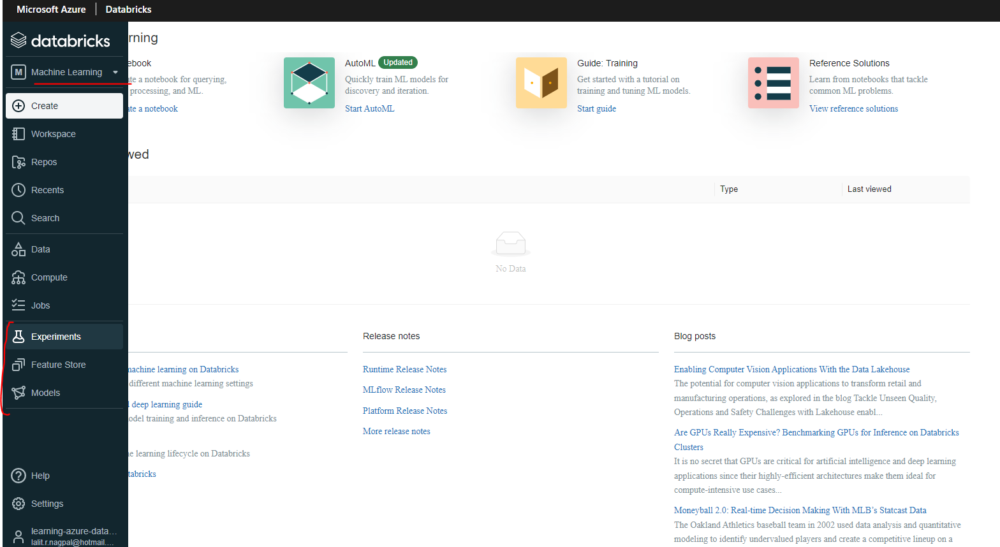 Microsoft Azure
Databricks
databricks
M
Machine Learning
Create
Workspace
Repos
Recents
Search
Data
Compute
Jobs
Experiments
Feature Store
Models
Help
Settings
learning-azure-data...
lalit.r.nagpal@hotmail....
rning
ebook
ate a notebook for querying,
processing, and ML.
ate a notebook
AutoML Updated
Quickly train ML models for
discovery and iteration.
Start AutoML
Guide: Training
Get started with a tutorial on
training and tuning ML models.
Start guide
Reference Solutions
Learn from notebooks that tackle
common ML problems.
View reference solutions
wed
Type
Last viewed
No Data
machine learning on Databricks
different machine learning settings
d deep learning guide
odel training and inference on Databricks
ne learning lifecycle on Databricks
tabricks
Release notes
Runtime Release Notes
MLflow Release Notes
Platform Release Notes
More release notes
Blog posts
Enabling Computer Vision Applications With the Data Lakehouse
The potential for computer vision applications to transform retail and
manufacturing operations, as explored in the blog Tackle Unseen Quality,
Operations and Safety Challenges with Lakehouse enabl...
Are GPUs Really Expensive? Benchmarking GPUs for Inference on Databricks
Clusters
It is no secret that GPUs are critical for artificial intelligence and deep learning
applications since their highly-efficient architectures make them ideal for
compute-intensive use cases...
Moneyball 2.0: Real-time Decision Making With MLB's Statcast Data
The Oakland Athletics baseball team in 2002 used data analysis and quantitative
modeling to identify undervalued players and create a competitive lineup on a